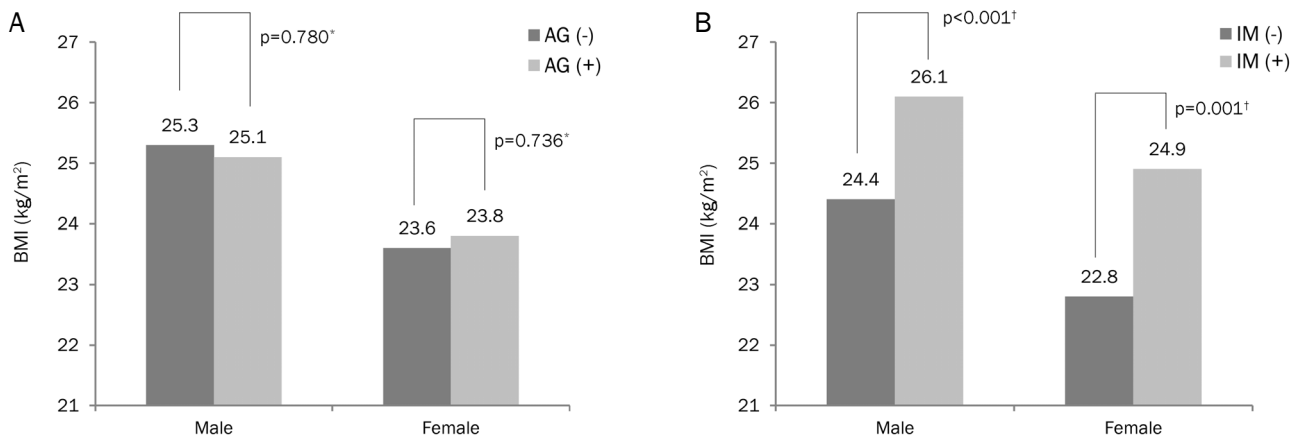 A
27
26
25
24
23
22
21
BMI (kg/m²)
p=0.780*
AG (-)
AG (+)
25.3
25.1
p=0.736*
23.6
23.8
Male
Female
B
27
26
25
24
23
22
21
BMI (kg/m²)
p<0.001†
IM (-)
IM (+)
26.1
24.4
p=0.001†
24.9
22.8
Male
Female